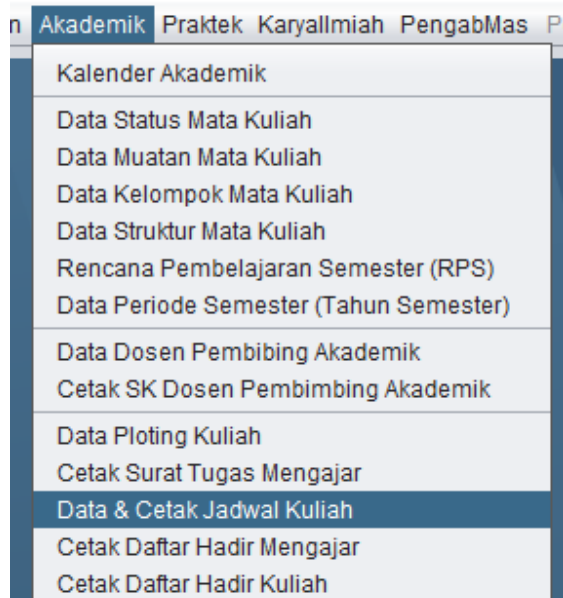 n Akademik Praktek KaryaIlmiah PengabMas P
Kalender Akademik
Data Status Mata Kuliah
Data Muatan Mata Kuliah
Data Kelompok Mata Kuliah
Data Struktur Mata Kuliah
Rencana Pembelajaran Semester (RPS)
Data Periode Semester (Tahun Semester)
Data Dosen Pembibing Akademik
Cetak SK Dosen Pembimbing Akademik
Data Ploting Kuliah
Cetak Surat Tugas Mengajar
Data & Cetak Jadwal Kuliah
Cetak Daftar Hadir Mengajar
Cetak Daftar Hadir Kuliah